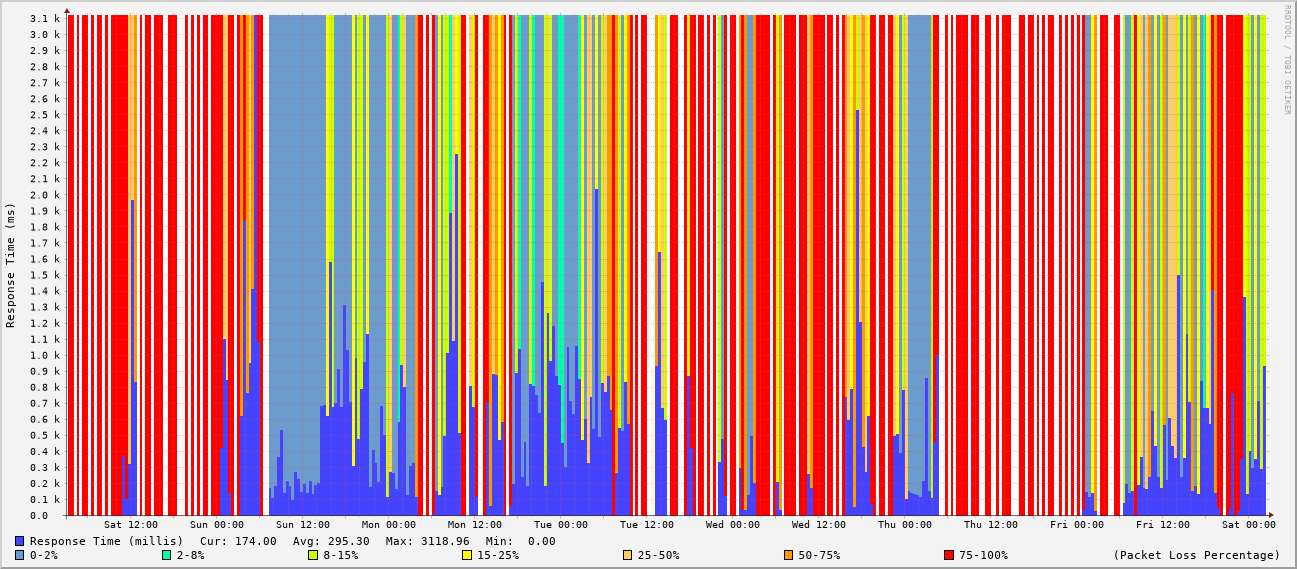 RRDTOOL / TOBI OETIKER
Response Time (ms)
3.1 k
3.0 k
2.9 k
2.8 k
2.7 k
2.6 k
2.5 k
2.4 k
2.3 k
2.2 k
2.1 k
2.0 k
1.9 k
1.8 k
1.7 k
1.6 k
1.5 k
1.4 k
1.3 k
1.2 k
1.1 k
1.0 k
0.9 k
0.8 k
0.7 k
0.6 k
0.5 k
0.4 k
0.3 k
0.2 k
0.1 k
0.0
Sat 12:00 Sun 00:00 Sun 12:00 Mon 00:00 Mon 12:00 Tue 00:00 Tue 12:00 Wed 00:00 Wed 12:00 Thu 00:00 Thu 12:00 Fri 00:00 Fri 12:00 Sat 00:00
Response Time (millis) Cur: 174.00 Avg: 295.30 Max: 3118.96 Min: 0.00
0-2% 2-8% 8-15% 15-25% 25-50% 50-75% 75-100% (Packet Loss Percentage)